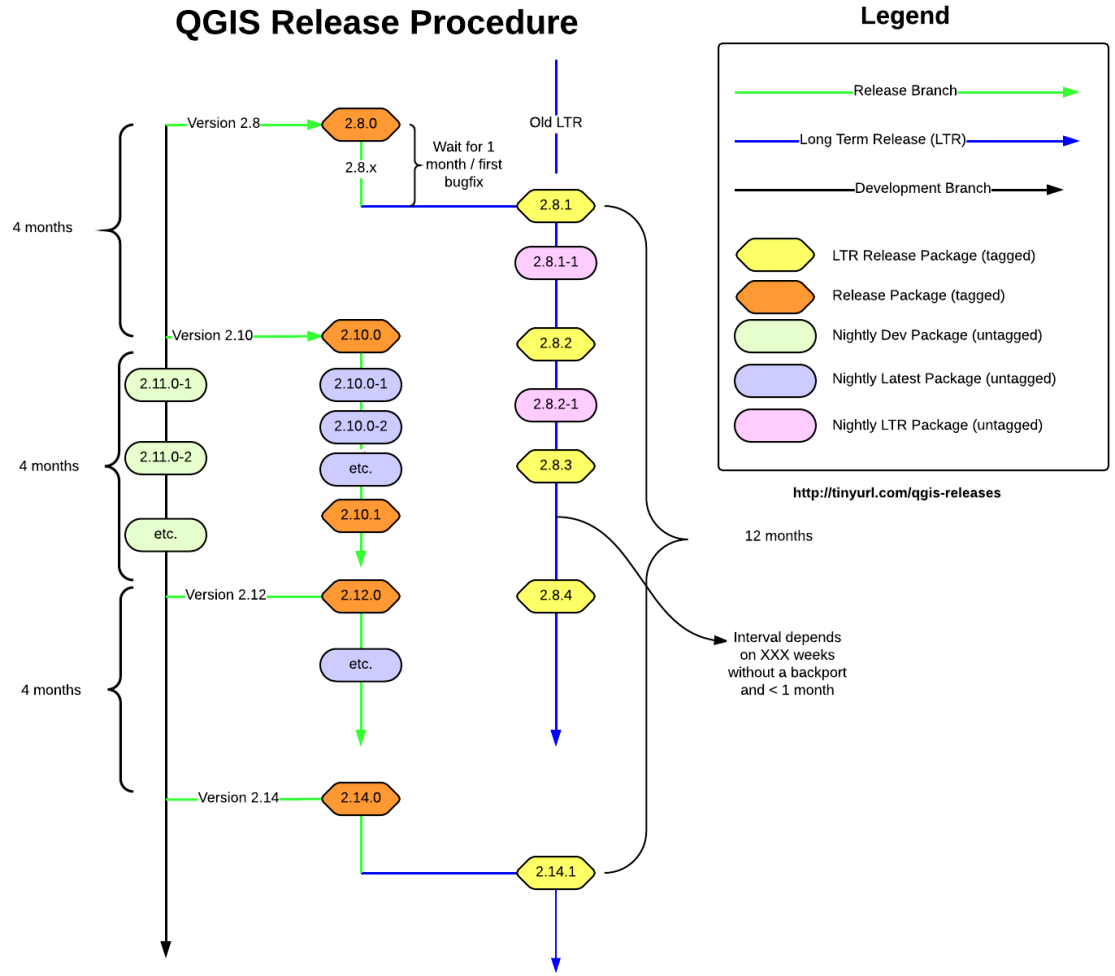 QGIS Release Procedure
Legend
Release Branch
Long Term Release (LTR)
Development Branch
LTR Release Package (tagged)
Release Package (tagged)
Nightly Dev Package (untagged)
Nightly Latest Package (untagged)
Nightly LTR Package (untagged)
http://tinyurl.com/qgis-releases
Old LTR
Version 2.8
2.8.0
2.8.x
Wait for 1
month / first
bugfix
2.8.1
4 months
2.8.1-1
Version 2.10
2.10.0
2.8.2
2.11.0-1
2.10.0-1
2.8.2-1
2.10.0-2
4 months
2.11.0-2
etc.
2.8.3
2.10.1
etc.
12 months
Version 2.12
2.12.0
2.8.4
Interval depends
on XXX weeks
without a backport
and < 1 month
etc.
4 months
Version 2.14
2.14.0
2.14.1